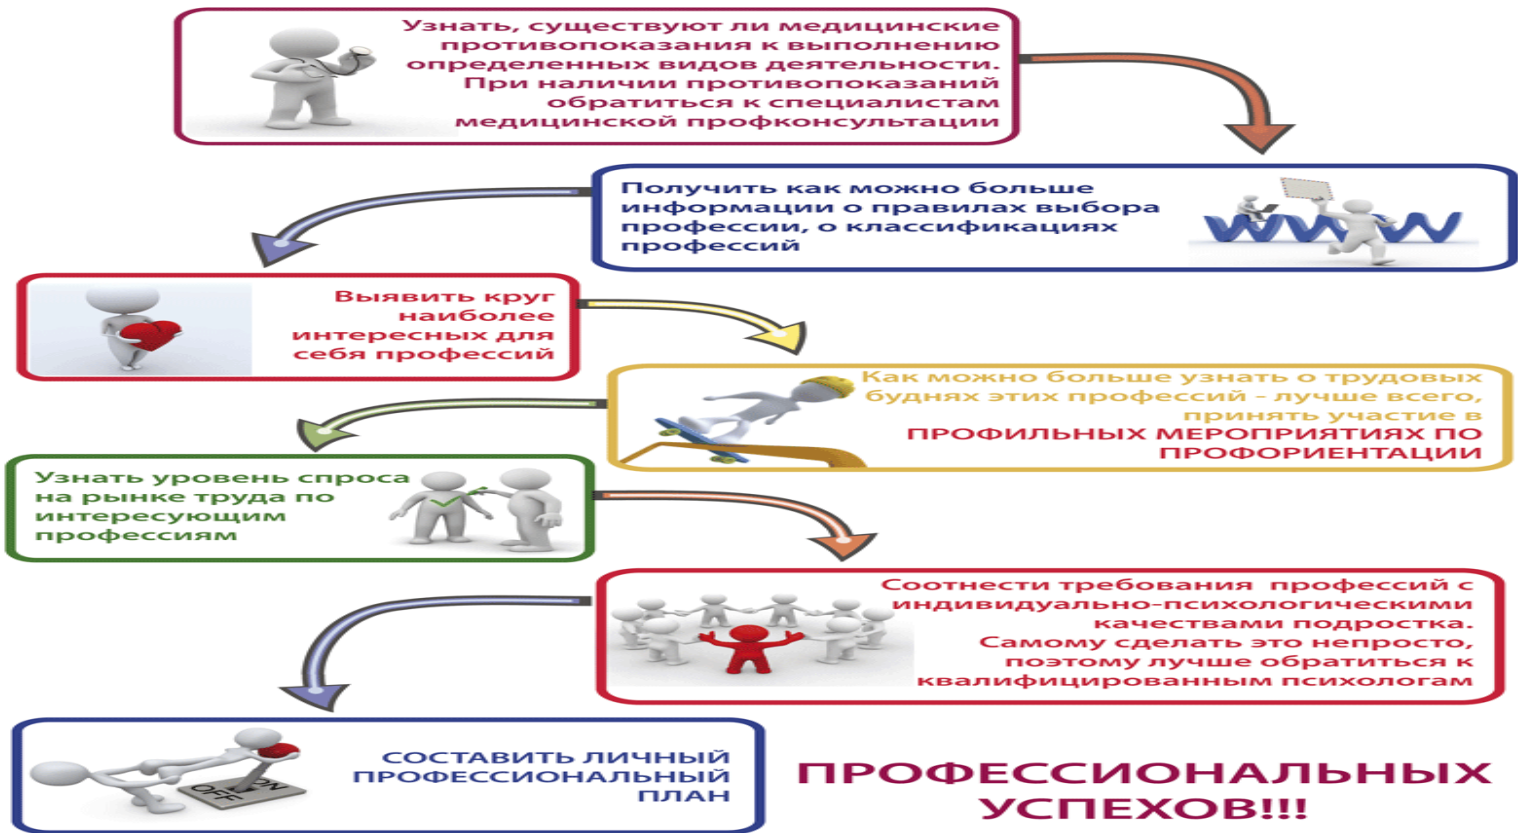 Узнать, существуют ли медицинские
противопоказания к выполнению
определенных видов деятельности.
При наличии противопоказаний
обратиться к специалистам
медицинской профконсультации
Получить как можно больше
информации о правилах выбора
профессии, о классификациях
профессий
www
Выявить круг
наиболее
интересных для
себя профессий
Как можно больше узнать о трудовых
буднях этих профессий - лучше всего,
принять участие в
ПРОФИЛЬНЫХ МЕРОПРИЯТИЯХ ПО
ПРОФОРИЕНТАЦИИ
Узнать уровень спроса
на рынке труда по
интересующим
профессиям
Соотнести требования профессий с
индивидуально-психологическими
качествами подростка.
Самому сделать это непросто,
поэтому лучше обратиться к
квалифицированным психологам
СОСТАВИТЬ ЛИЧНЫЙ
ПРОФЕССИОНАЛЬНЫЙ
ПЛАН
OFF ON
ПРОФЕССИОНАЛЬНЫХ
УСПЕХОВ!!!